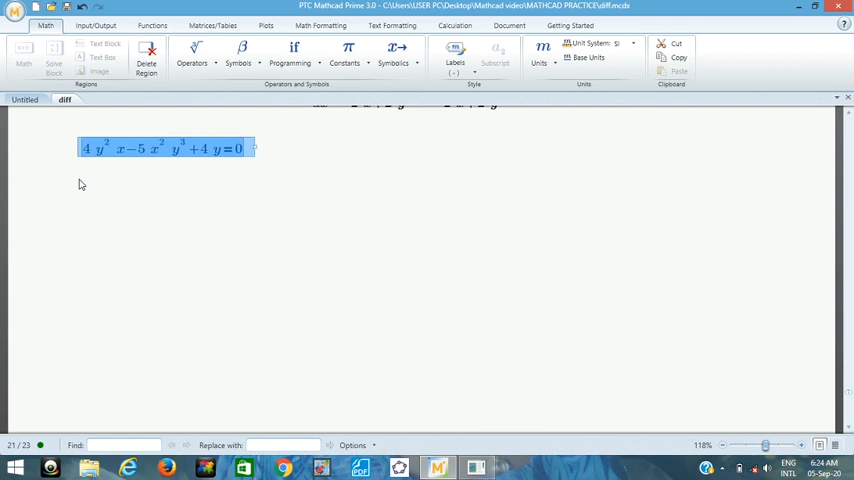 PTC Mathcad Prime 3.0 - C:\Users\USER PC\Desktop\Mathcad video\MATHCAD PRACTICE\diff.mcdx
Math Input/Output Functions Matrices/Tables Plots Math Formatting Text Formatting Calculation Document Getting Started
Math
Solve Block
Text Block
Text Box
Image
Delete Region
Operators
Symbols
Programming
Constants
Symbolics
Labels
( - )
Subscript
Units
Unit System: SI
Base Units
Cut
Copy
Paste
Regions Operators and Symbols Style Units Clipboard
Untitled diff
4 y² x−5 x² y³ +4 y=0
21 / 23 Find: Replace with: Options 118%
ENG INTL
6:24 AM
05-Sep-20